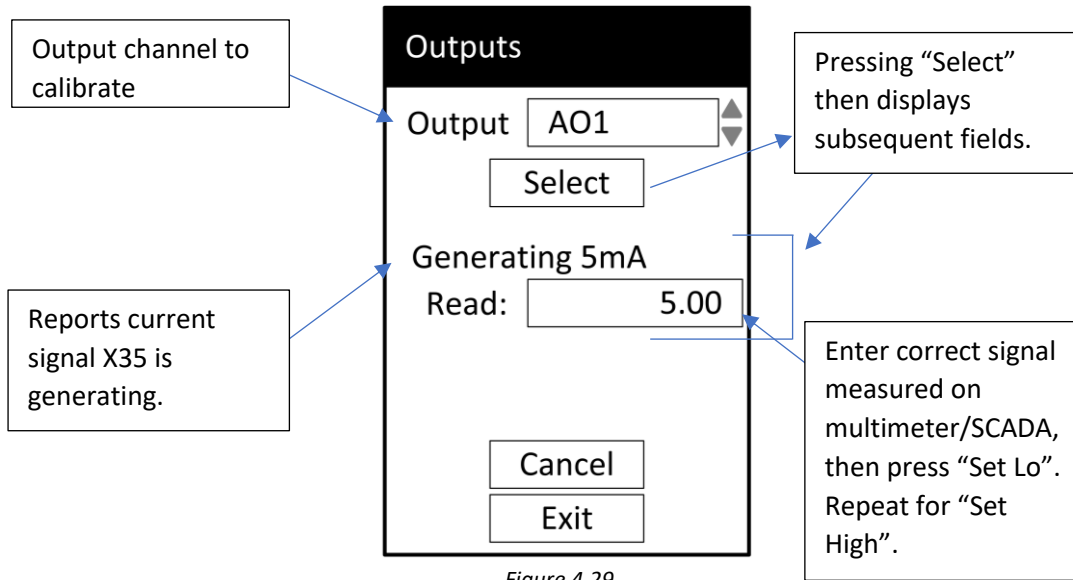 Output channel to
calibrate
Reports current
signal X35 is
generating.
Outputs
Output AO1
Select
Generating 5mA
Read: 5.00
Cancel
Exit
Pressing “Select”
then displays
subsequent fields.
Enter correct signal
measured on
multimeter/SCADA,
then press “Set Lo”.
Repeat for “Set
High”.
Figure 4.29